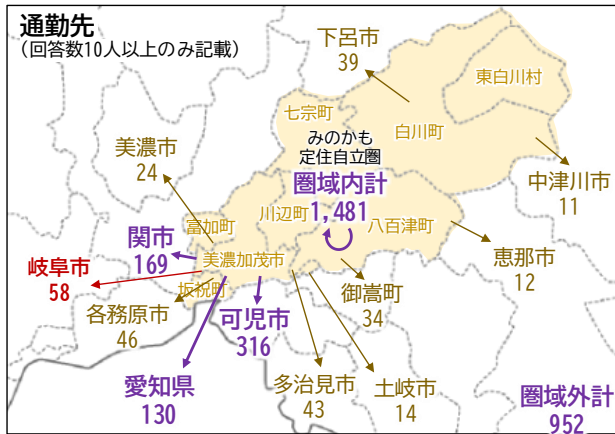 通勤先
(回答数10人以上のみ記載)
下呂市
39
東白川村
七宗町
白川町
みのかも
定住自立圏
美濃市
24
圏域内計
1,481
中津川市
11
川辺町
八百津町
富加町
関市
169
恵那市
12
美濃加茂市
岐阜市
58
坂祝町
御嵩町
34
各務原市
46
可児市
316
愛知県
130
多治見市
43
土岐市
14
圏域外計
952